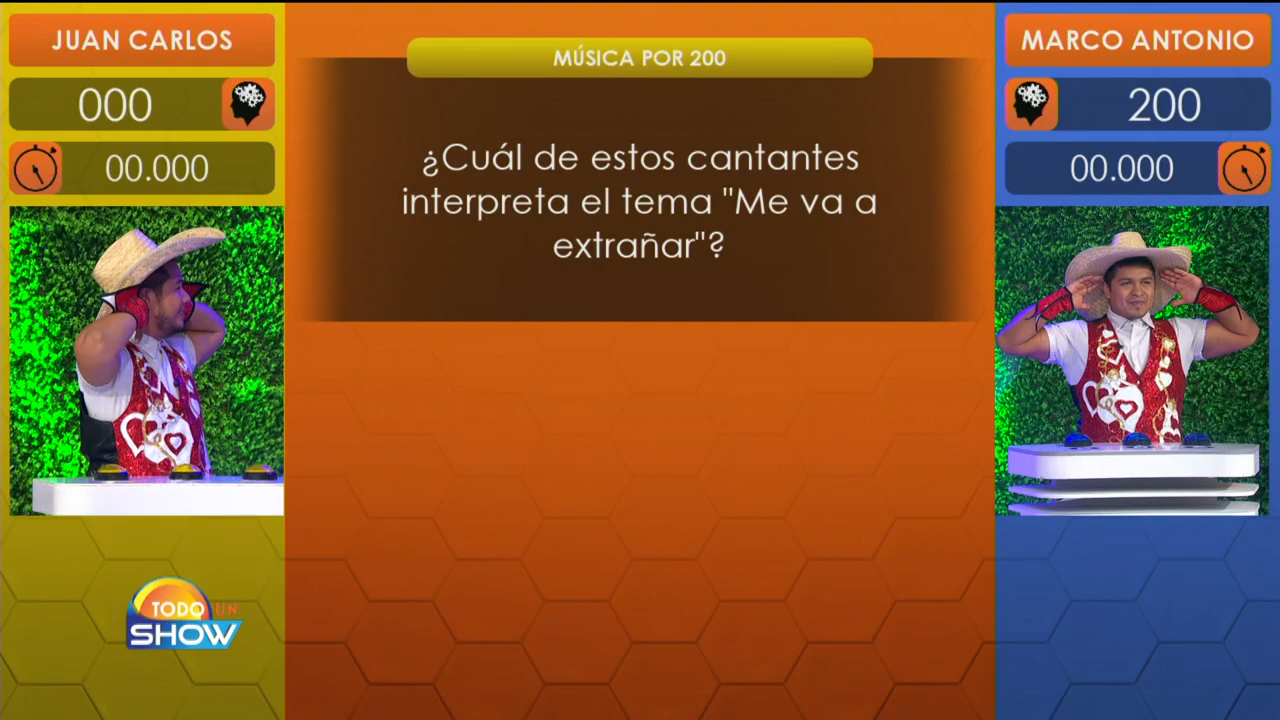 JUAN CARLOS
000
00.000
MÚSICA POR 200
¿Cuál de estos cantantes
interpreta el tema "Me va a
extrañar"?
MARCO ANTONIO
200
00.000
TODO UN
SHOW